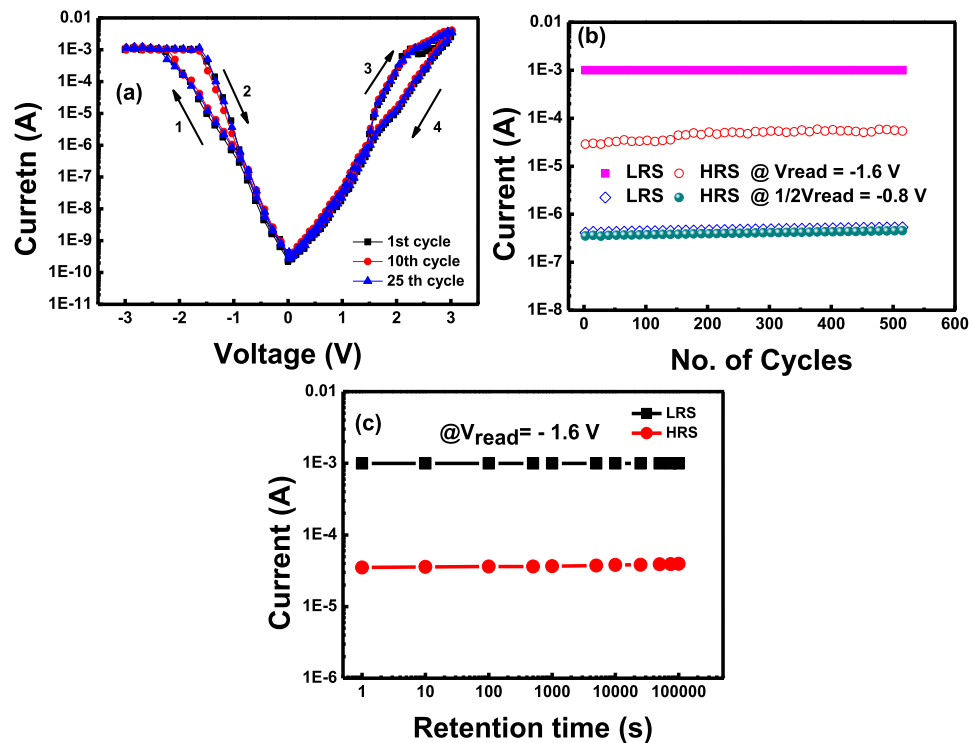 0.01
1E-3
1E-4
1E-5
1E-6
1E-7
1E-8
1E-9
1E-10
1E-11
Curretn (A)
(a)
1
2
3
4
1st cycle
10th cycle
25 th cycle
-3 -2 -1 0 1 2 3
Voltage (V)
0.01
1E-3
1E-4
1E-5
1E-6
1E-7
1E-8
Current (A)
(b)
LRS HRS @ Vread = -1.6 V
LRS HRS @ 1/2Vread = -0.8 V
0 100 200 300 400 500 600
No. of Cycles
0.01
1E-3
1E-4
1E-5
1E-6
Current (A)
(c)
@Vread= - 1.6 V
LRS
HRS
1 10 100 1000 10000 100000
Retention time (s)